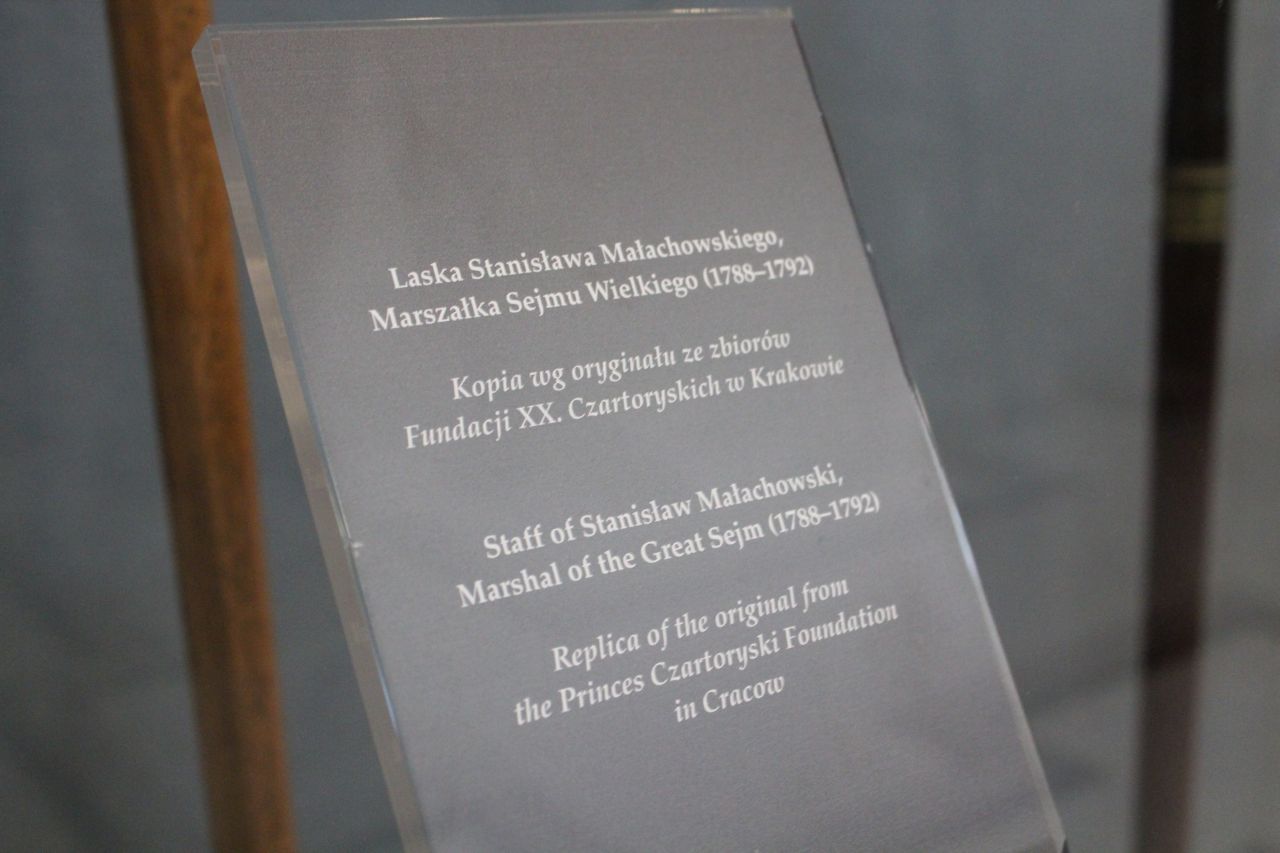 Laska Stanisława Małachowskiego,
Marszałka Sejmu Wielkiego (1788–1792)
Kopia wg oryginału ze zbiorów
Fundacji XX. Czartoryskich w Krakowie
Staff of Stanisław Małachowski,
Marshal of the Great Sejm (1788–1792)
Replica of the original from
the Princes Czartoryski Foundation
in Cracow